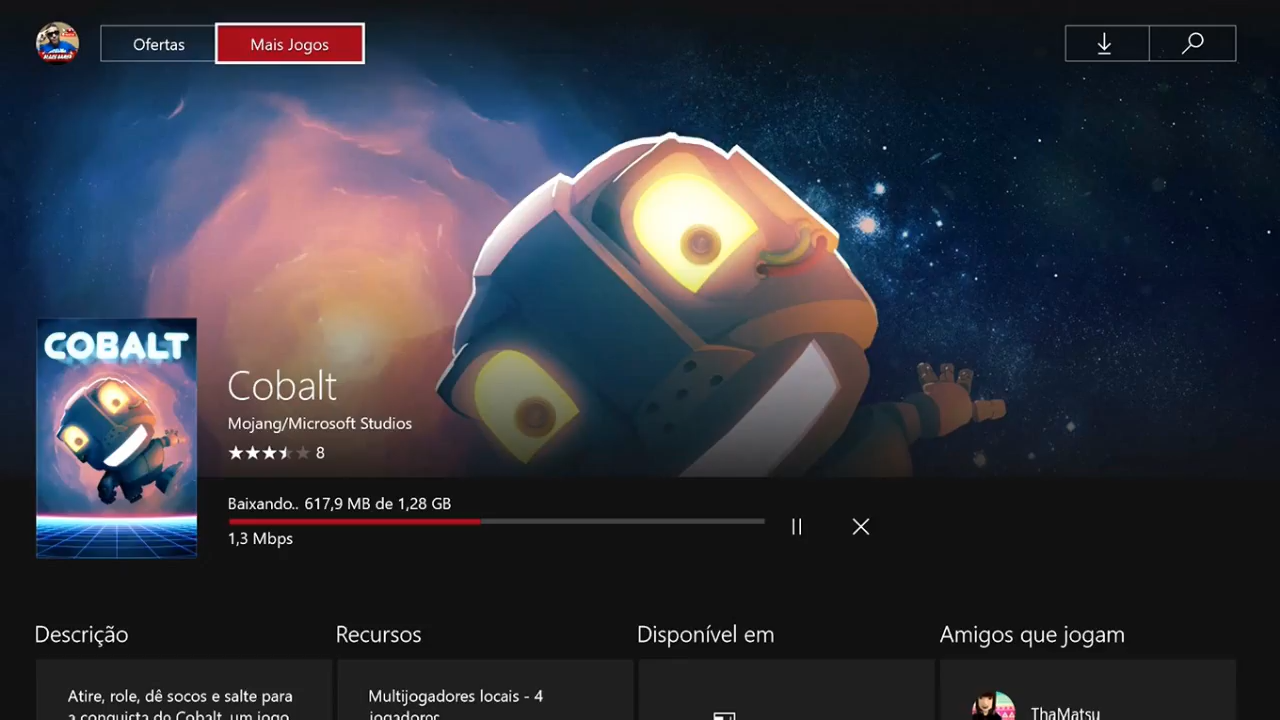 Ofertas
Mais Jogos
COBALT
Cobalt
Mojang/Microsoft Studios
8
Baixando.. 617,9 MB de 1,28 GB
1,3 Mbps
Descrição
Recursos
Disponível em
Amigos que jogam
Atire, role, dê socos e salte para
a conquista de Cobalt, um jogo
Multijogadores locais - 4
jogadores
ThaMatsu